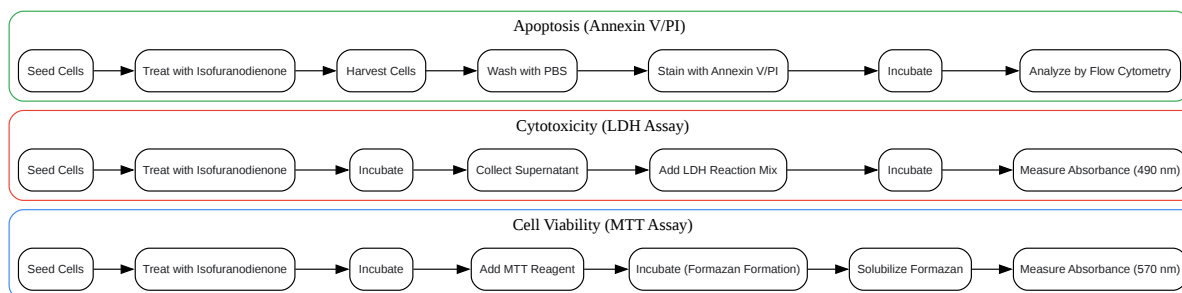 Apoptosis (Annexin V/PI)
Seed Cells
Treat with Isofuranodienone
Harvest Cells
Wash with PBS
Stain with Annexin V/PI
Incubate
Analyze by Flow Cytometry
Cytotoxicity (LDH Assay)
Seed Cells
Treat with Isofuranodienone
Incubate
Collect Supernatant
Add LDH Reaction Mix
Incubate
Measure Absorbance (490 nm)
Cell Viability (MTT Assay)
Seed Cells
Treat with Isofuranodienone
Incubate
Add MTT Reagent
Incubate (Formazan Formation)
Solubilize Formazan
Measure Absorbance (570 nm)